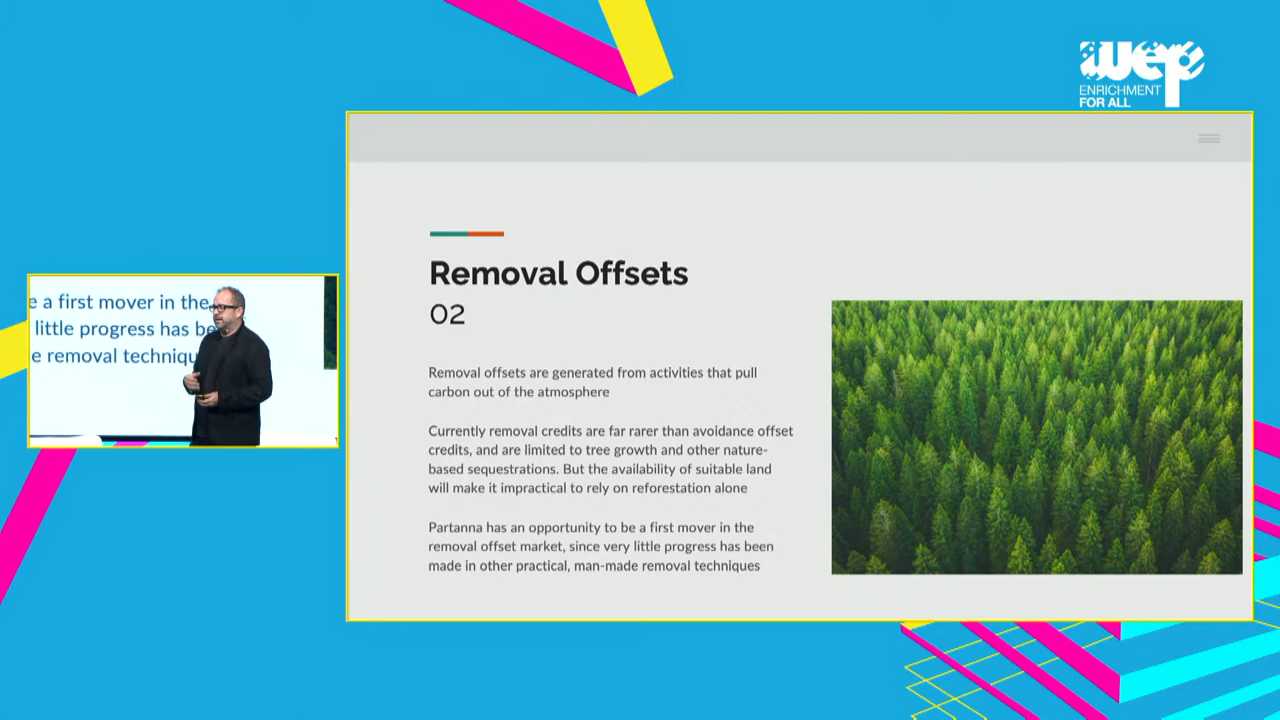 wep
ENRICHMENT
FOR ALL
Removal Offsets
02
Removal offsets are generated from activities that pull
carbon out of the atmosphere
Currently removal credits are far rarer than avoidance offset
credits, and are limited to tree growth and other nature-
based sequestrations. But the availability of suitable land
will make it impractical to rely on reforestation alone
Partanna has an opportunity to be a first mover in the
removal offset market, since very little progress has been
made in other practical, man-made removal techniques
e a first mover in the
little progress has be
e removal techniqu